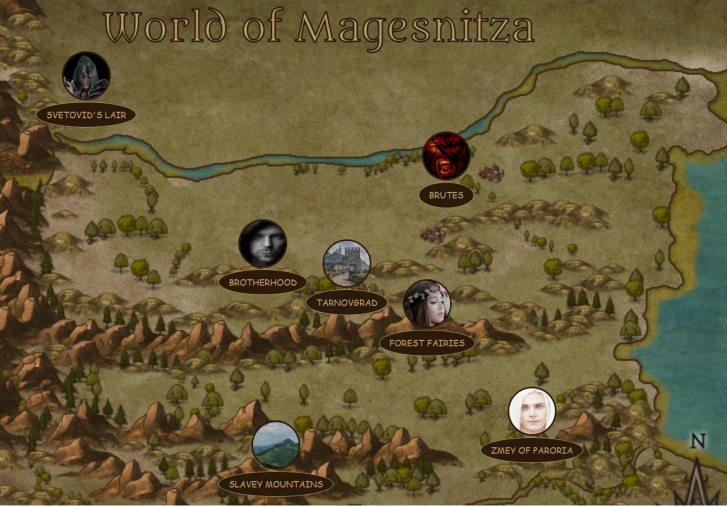 World of Magesnitza
SVETOVID'S LAIR
BRUTES
BROTHERHOOD
TARNOVGRAD
FOREST FAIRIES
ZMEY OF PARORIA
N
SLAVEY MOUNTAINS